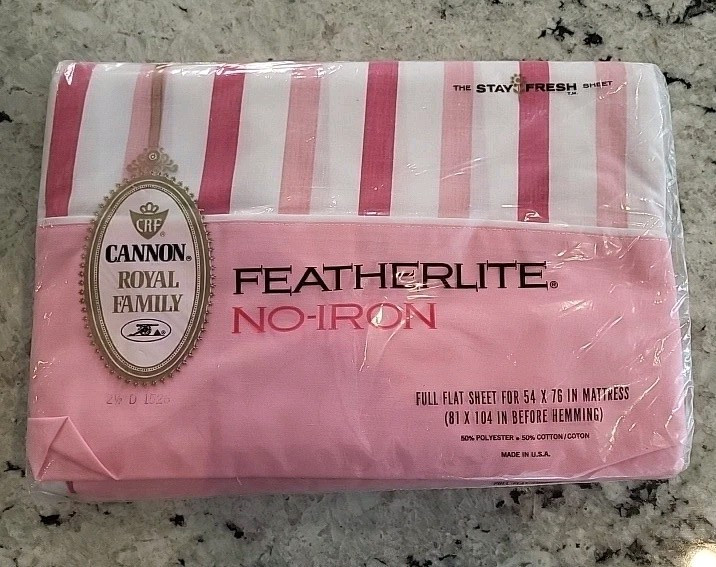 THE STAY FRESH SHEET
T.M.
CRF
CANNON®
ROYAL
FAMILY
FEATHERLITE®
NO-IRON
FULL FLAT SHEET FOR 54 X 76 IN MATTRESS
(81 X 104 IN BEFORE HEMMING)
50% POLYESTER • 50% COTTON/COTON
MADE IN U.S.A.